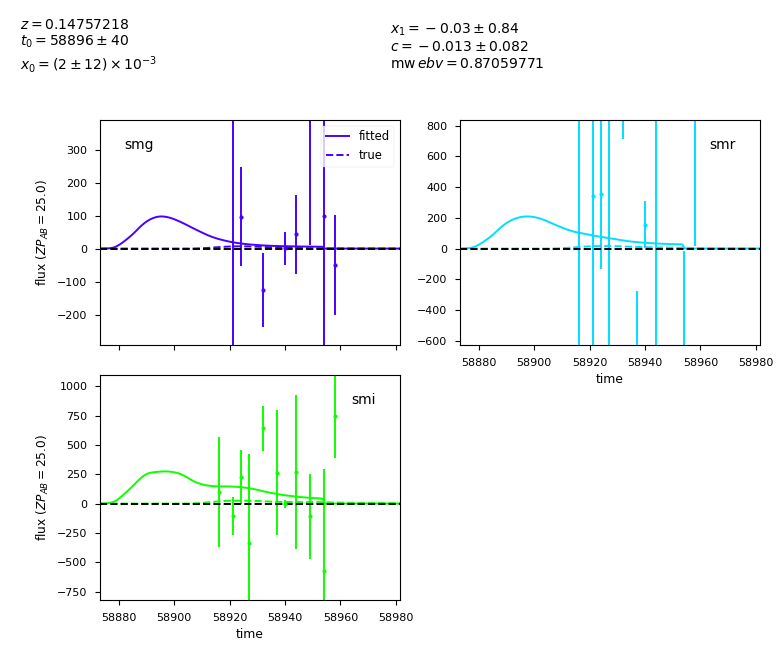 z = 0.14757218
t₀ = 58896 ± 40
x₀ = (2 ± 12) × 10⁻³
x₁ = −0.03 ± 0.84
c = −0.013 ± 0.082
mw ebv = 0.87059771
smg
fitted
true
300
200
100
0
−100
−200
flux (ZP_AB = 25.0)
smr
800
600
400
200
0
−200
−400
−600
58880 58900 58920 58940 58960 58980
time
smi
1000
750
500
250
0
−250
−500
−750
flux (ZP_AB = 25.0)
58880 58900 58920 58940 58960 58980
time